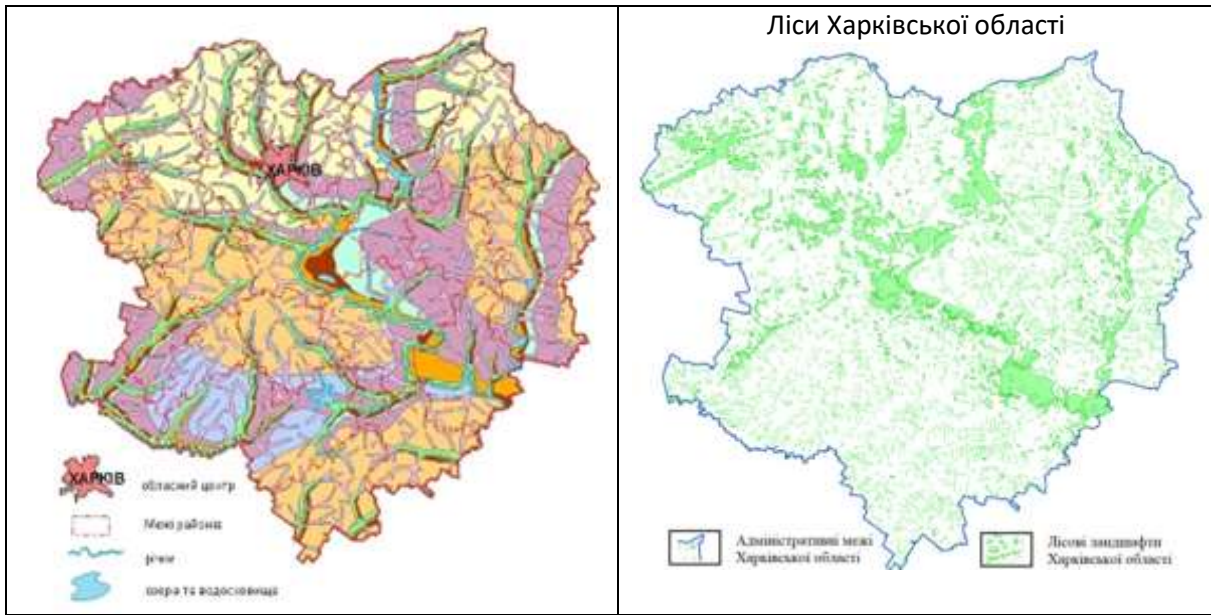 ХАРКІВ
ХАРКІВ
обласний центр
Межі районів
річки
озера та водосховища
Ліси Харківської області
Адміністративні межі
Харківської області
Лісові ландшафти
Харківської області